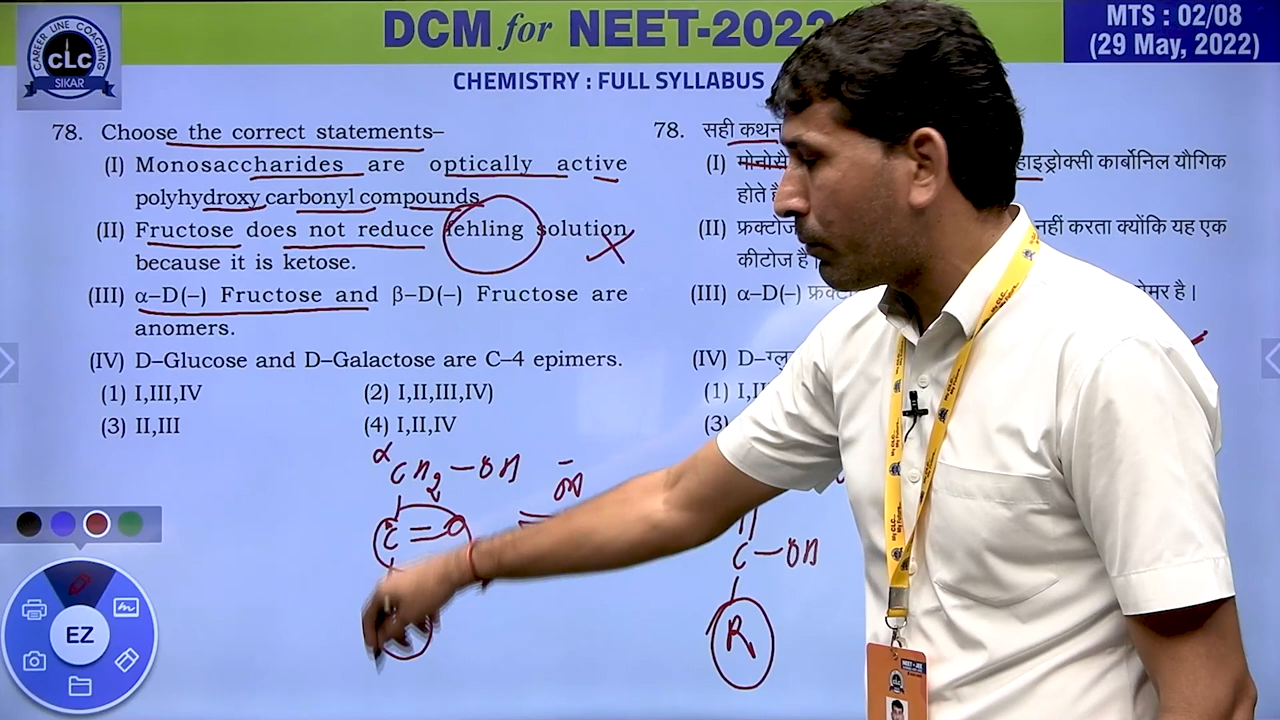 CAREER LINE COACHING
CLC
SIKAR
DCM for NEET-2022
MTS : 02/08
(29 May, 2022)
CHEMISTRY : FULL SYLLABUS
78. Choose the correct statements–
(I) Monosaccharides are optically active
polyhydroxy carbonyl compounds
(II) Fructose does not reduce fehling solution
because it is ketose.
(III) α–D(–) Fructose and β–D(–) Fructose are
anomers.
(IV) D–Glucose and D–Galactose are C–4 epimers.
(1) I,III,IV (2) I,II,III,IV)
(3) II,III (4) I,II,IV
78. सही कथन
(I) हाइड्रोक्सी कार्बोनिल यौगिक
होते
(II) नहीं करता क्योंकि यह एक
कीटोज है
(III) α–D(–)
(IV)
(1)
(3)
α
CH2–OH
OH
C=O
C–OH
R
EZ